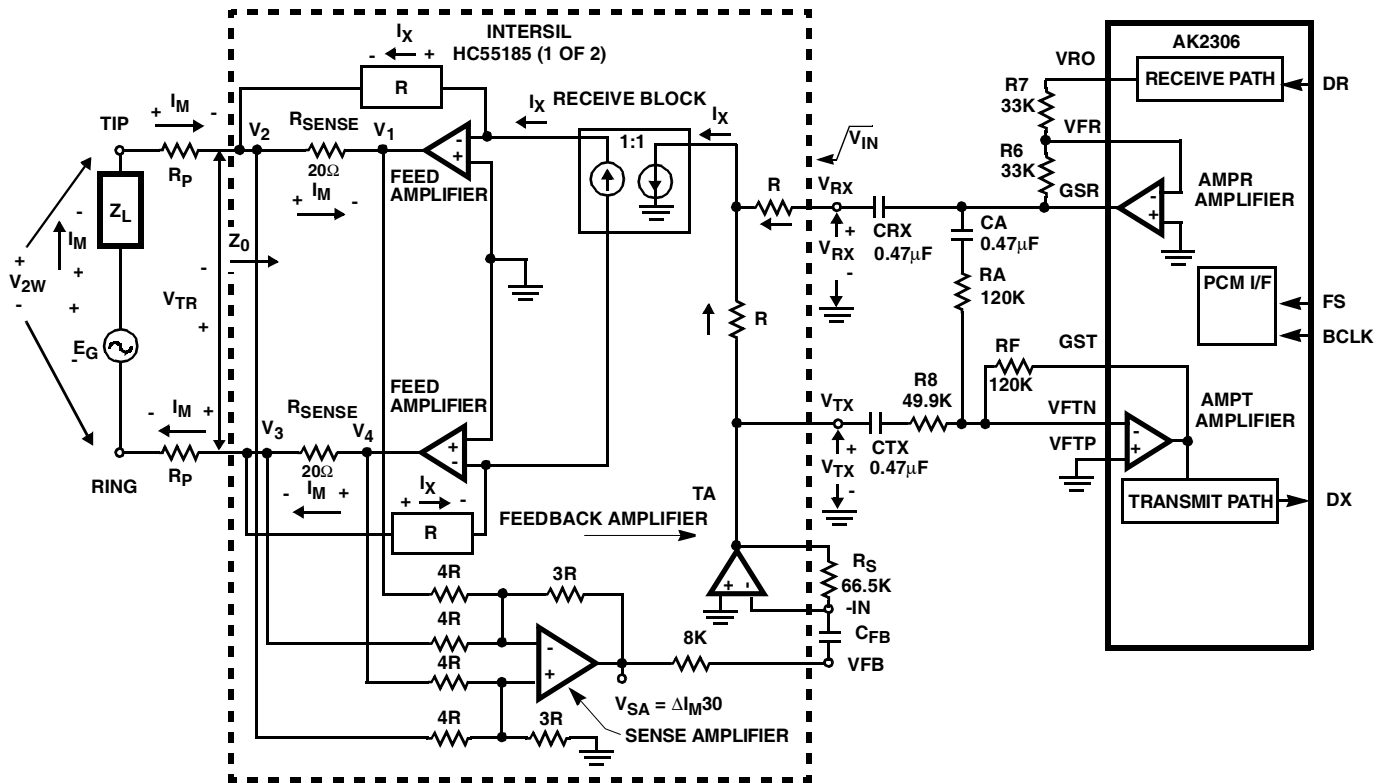 INTERSIL
HC55185 (1 OF 2)
AK2306
I_X
- +
R
RECEIVE BLOCK
I_X
I_X
1:1
VRO
RECEIVE PATH
DR
R7
33K
VFR
R6
33K
GSR
AMPR
AMPLIFIER
- +
+ I_M -
TIP
R_P
V_2
R_SENSE
20Ω
+ I_M -
V_1
FEED
AMPLIFIER
-
+
V_IN
R
V_RX
+
V_RX
-
CRX
0.47µF
CA
0.47µF
RA
120K
PCM I/F
FS
BCLK
Z_L
-
I_M
+
+
V_2W
-
+
E_G
-
Z_0
-
V_TR
+
R
GST
RF
120K
R8
49.9K
VFTN
VFTP
AMPT
AMPLIFIER
-
+
TRANSMIT PATH
DX
V_TX
+
V_TX
-
CTX
0.47µF
FEED
AMPLIFIER
- I_M +
R_P
RING
V_3
R_SENSE
20Ω
- I_M +
V_4
+
-
I_X
+ -
R
TA
FEEDBACK AMPLIFIER
+ -
R_S
66.5K
-IN
C_FB
VFB
4R
3R
4R
4R
4R
3R
-
+
8K
V_SA = ΔI_M30
SENSE AMPLIFIER